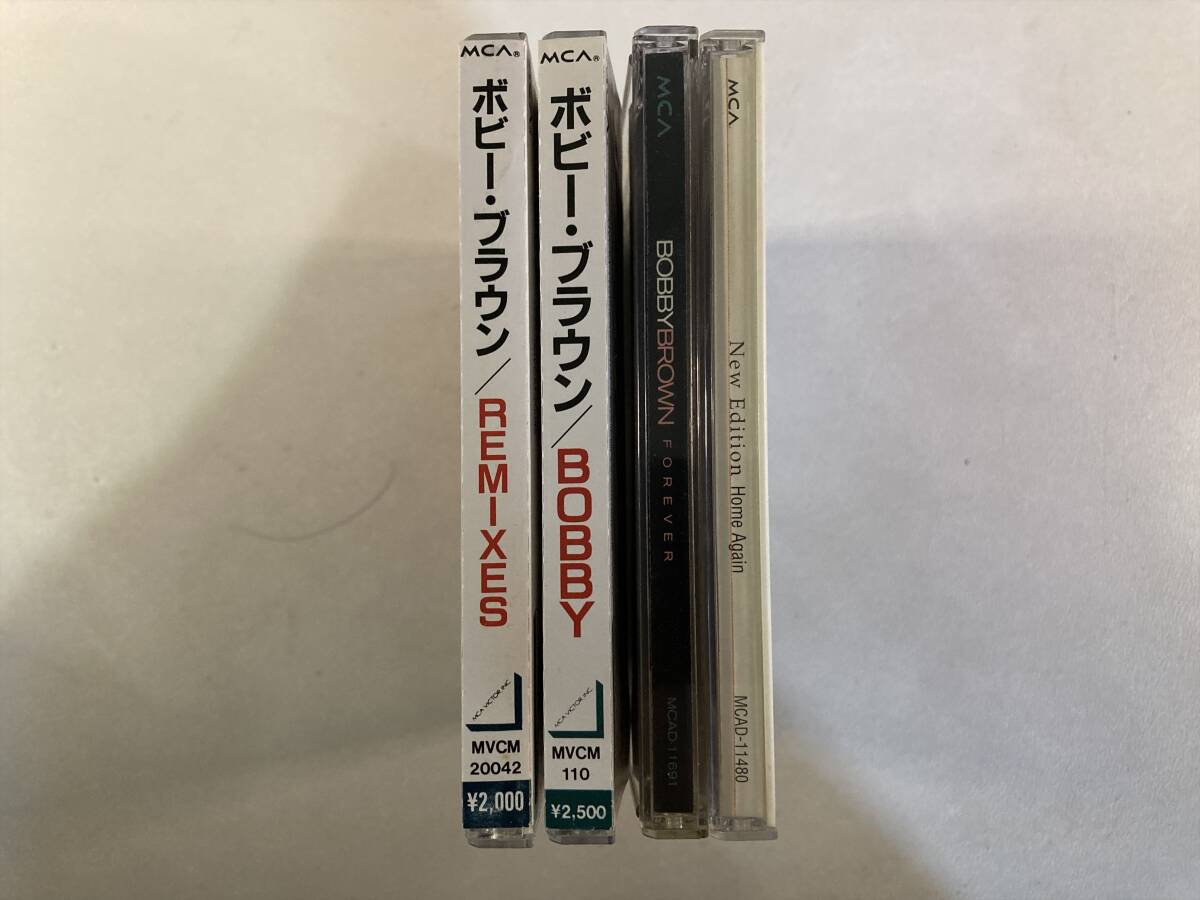 MCA®
ボビー・ブラウン／REMIXES
MCA VICTOR INC.
MVCM
20042
¥2,000
MCA®
ボビー・ブラウン／BOBBY
MCA VICTOR INC.
MVCM
110
¥2,500
MCA
BOBBYBROWN FOREVER
MCAD-11691
MCA
New Edition Home Again
MCAD-11480